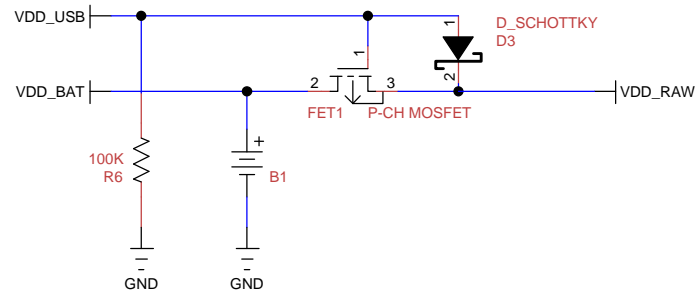 VDD_USB
D_SCHOTTKY
1
D3
1
2
VDD_BAT
2
3
VDD_RAW
FET1
P-CH MOSFET
100K
R6
+
B1
GND
GND